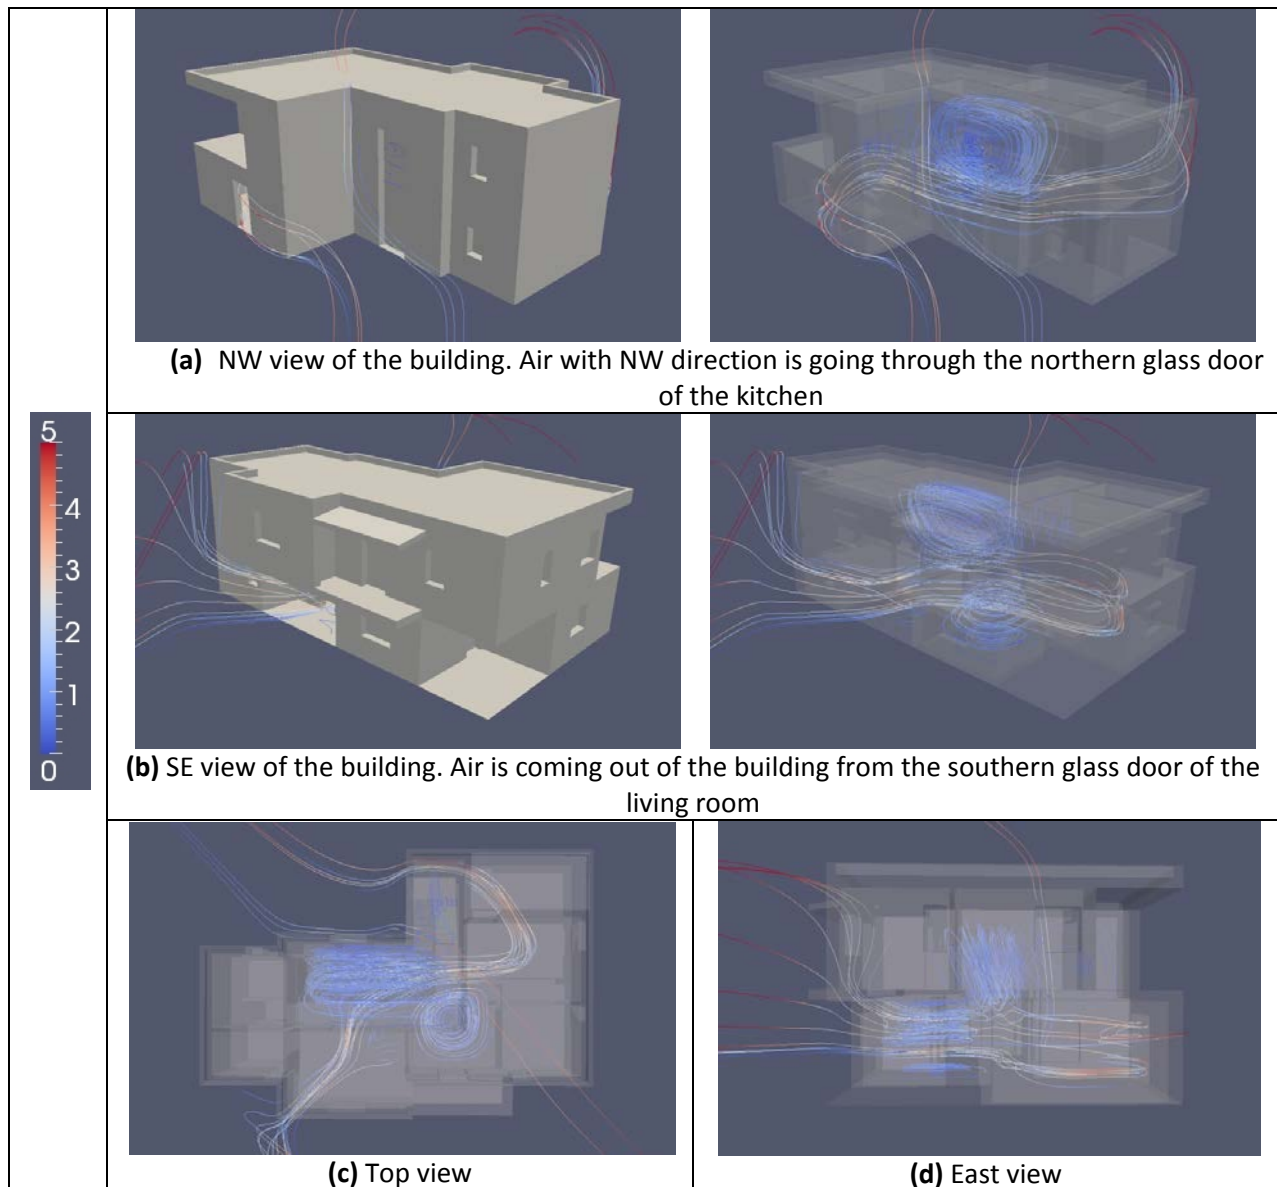 (a) NW view of the building. Air with NW direction is going through the northern glass door
of the kitchen
5
4
3
2
1
0
(b) SE view of the building. Air is coming out of the building from the southern glass door of the
living room
(c) Top view
(d) East view